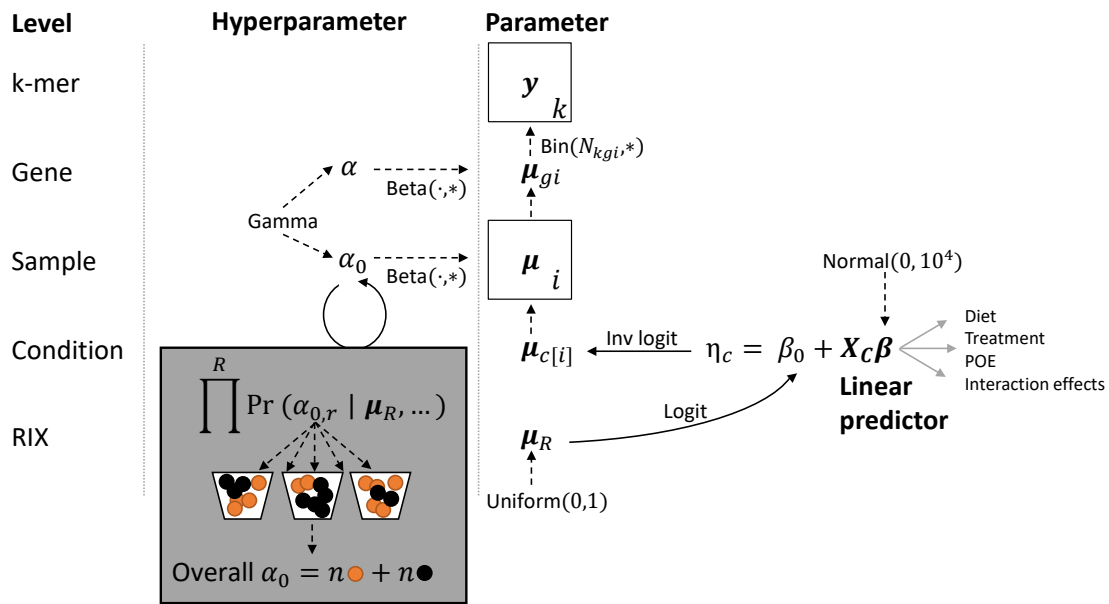 Level Hyperparameter Parameter
k-mer
y
k
Bin(N_kgi,*)
Gene
α
Beta(·,*)
μ_gi
Gamma
Sample
α_0
Beta(·,*)
μ
i
Normal(0, 10^4)
Condition
μ_c[i]
Inv logit
η_c = β_0 + X_C β
Linear
predictor
Diet
Treatment
POE
Interaction effects
R
∏ Pr (α_0,r | μ_R, …)
RIX
μ_R
Logit
Uniform(0,1)
Overall α_0 = n + n